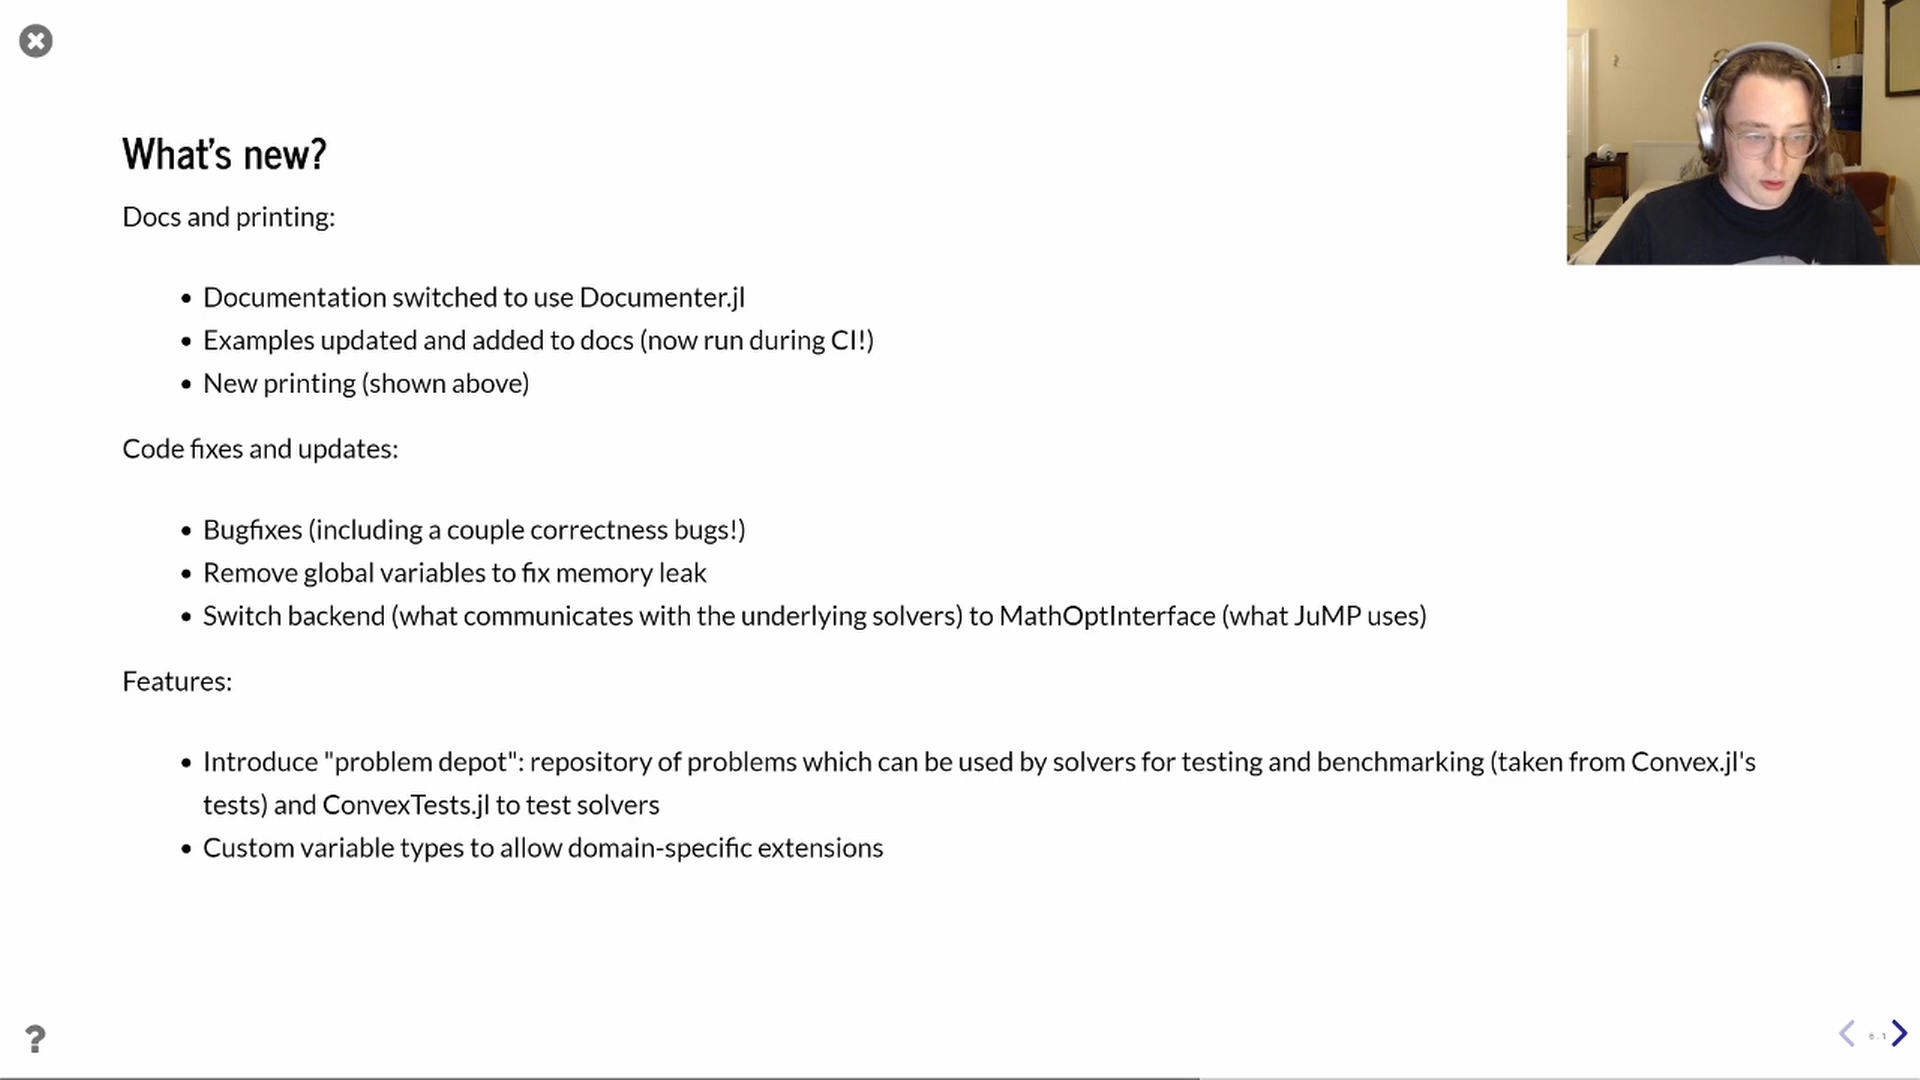 What's new?
Docs and printing:
Documentation switched to use Documenter.jl
Examples updated and added to docs (now run during CI!)
New printing (shown above)
Code fixes and updates:
Bugfixes (including a couple correctness bugs!)
Remove global variables to fix memory leak
Switch backend (what communicates with the underlying solvers) to MathOptInterface (what JuMP uses)
Features:
Introduce "problem depot": repository of problems which can be used by solvers for testing and benchmarking (taken from Convex.jl's
tests) and ConvexTests.jl to test solvers
Custom variable types to allow domain-specific extensions
?
6.1